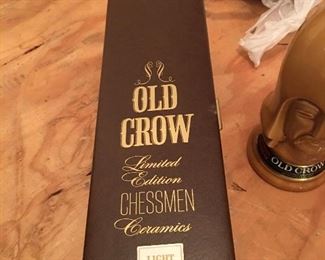 OLD
CROW
Limited
Edition
CHESSMEN
Ceramics
LIGHT
OLD CROW